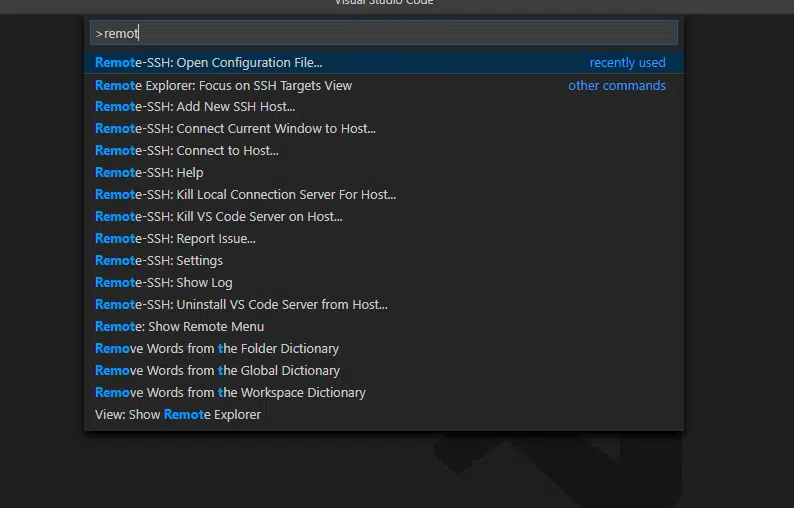 Visual Studio Code
>remot
Remote-SSH: Open Configuration File... recently used
Remote Explorer: Focus on SSH Targets View other commands
Remote-SSH: Add New SSH Host...
Remote-SSH: Connect Current Window to Host...
Remote-SSH: Connect to Host...
Remote-SSH: Help
Remote-SSH: Kill Local Connection Server For Host...
Remote-SSH: Kill VS Code Server on Host...
Remote-SSH: Report Issue...
Remote-SSH: Settings
Remote-SSH: Show Log
Remote-SSH: Uninstall VS Code Server from Host...
Remote: Show Remote Menu
Remove Words from the Folder Dictionary
Remove Words from the Global Dictionary
Remove Words from the Workspace Dictionary
View: Show Remote Explorer